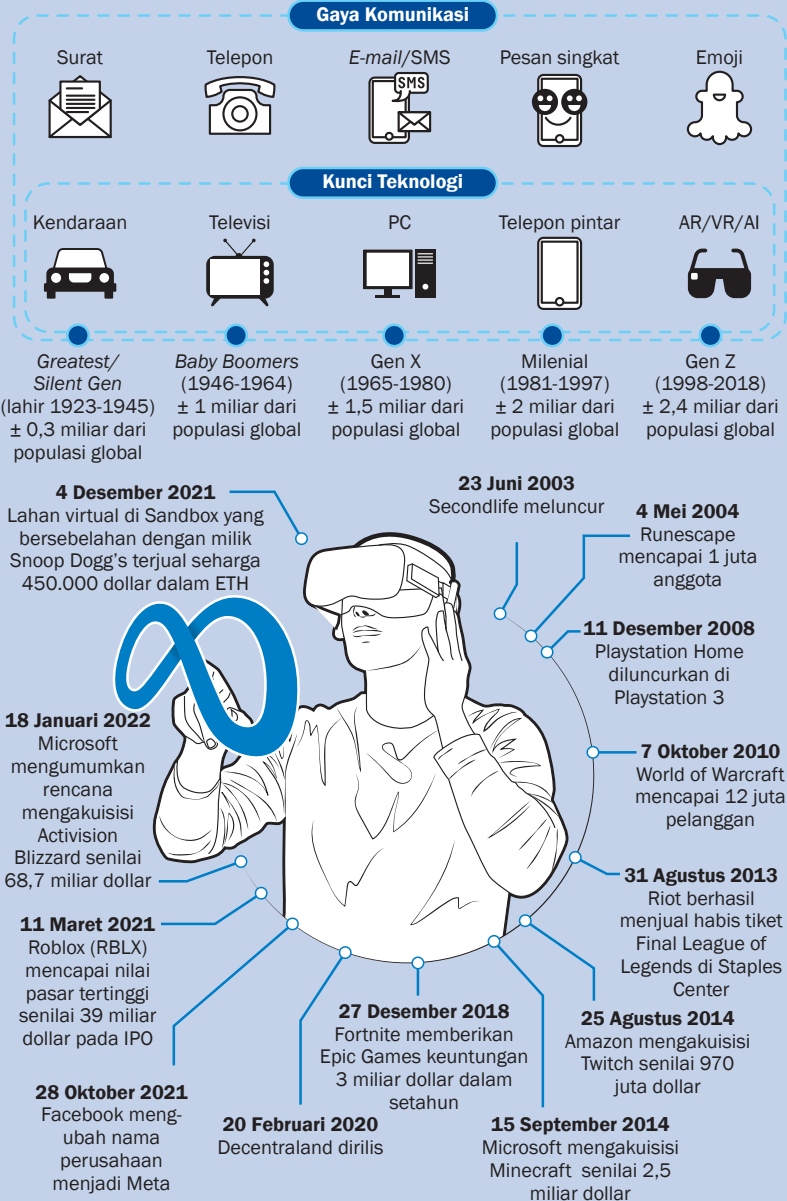 Gaya Komunikasi
Surat
Telepon
E-mail/SMS
Pesan singkat
Emoji
SMS
Kunci Teknologi
Kendaraan
Televisi
PC
Telepon pintar
AR/VR/AI
Greatest/
Silent Gen
(lahir 1923-1945)
± 0,3 miliar dari
populasi global
Baby Boomers
(1946-1964)
± 1 miliar dari
populasi global
Gen X
(1965-1980)
± 1,5 miliar dari
populasi global
Milenial
(1981-1997)
± 2 miliar dari
populasi global
Gen Z
(1998-2018)
± 2,4 miliar dari
populasi global
23 Juni 2003
Secondlife meluncur
4 Mei 2004
Runescape
mencapai 1 juta
anggota
11 Desember 2008
Playstation Home
diluncurkan di
Playstation 3
7 Oktober 2010
World of Warcraft
mencapai 12 juta
pelanggan
31 Agustus 2013
Riot berhasil
menjual habis tiket
Final League of
Legends di Staples
Center
25 Agustus 2014
Amazon mengakuisisi
Twitch senilai 970
juta dollar
15 September 2014
Microsoft mengakuisisi
Minecraft senilai 2,5
miliar dollar
27 Desember 2018
Fortnite memberikan
Epic Games keuntungan
3 miliar dollar dalam
setahun
20 Februari 2020
Decentraland dirilis
28 Oktober 2021
Facebook meng-
ubah nama
perusahaan
menjadi Meta
11 Maret 2021
Roblox (RBLX)
mencapai nilai
pasar tertinggi
senilai 39 miliar
dollar pada IPO
18 Januari 2022
Microsoft
mengumumkan
rencana
mengakuisisi
Activision
Blizzard senilai
68,7 miliar dollar
4 Desember 2021
Lahan virtual di Sandbox yang
bersebelahan dengan milik
Snoop Dogg's terjual seharga
450.000 dollar dalam ETH